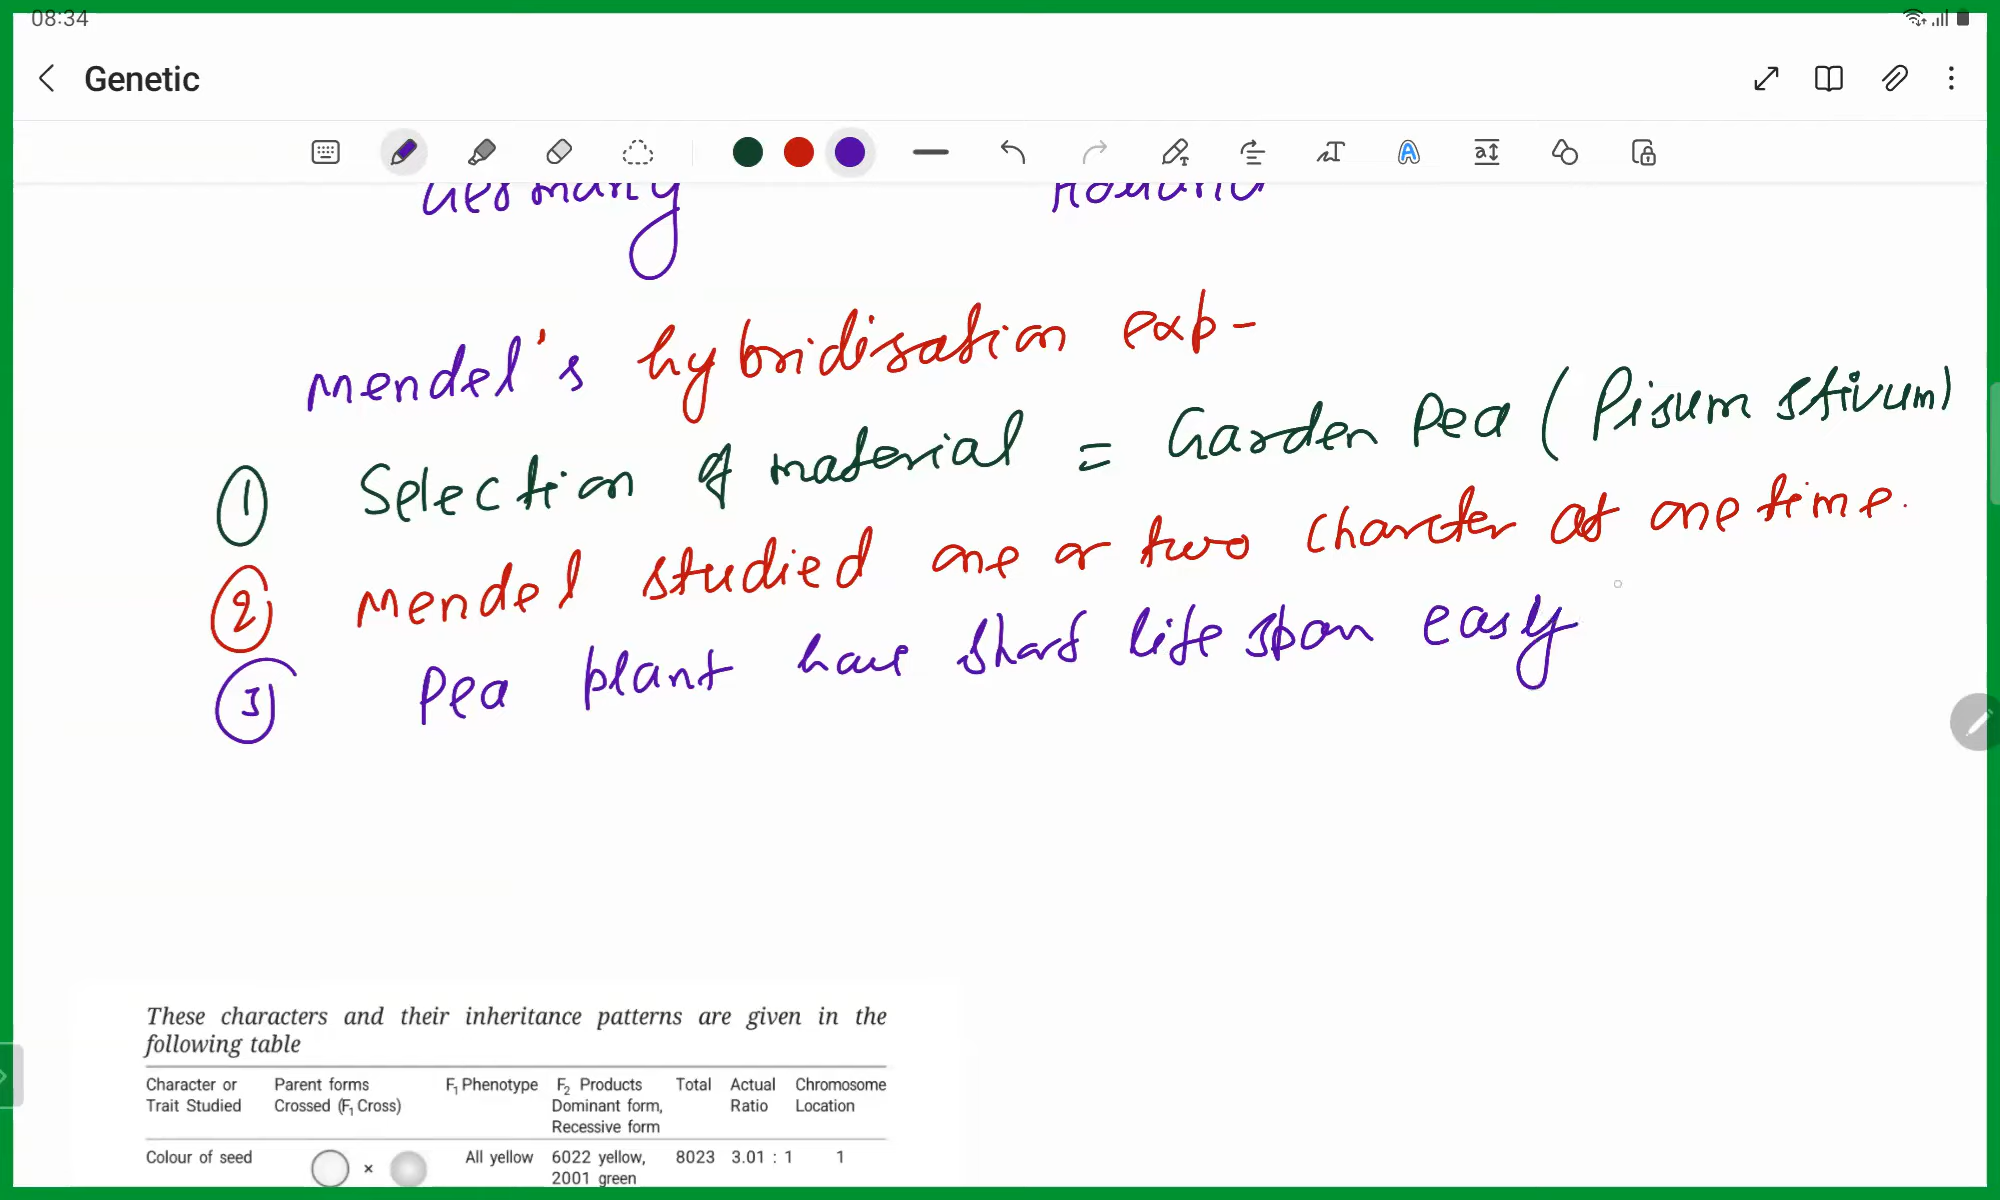 08:34
Genetic
Germany Holland
Mendel's hybridisation exp-
① Selection of material = Garden Pea (Pisum stivum)
② Mendel studied one or two charcter at one time.
③ Pea plant have short life span easly
These characters and their inheritance patterns are given in the
following table
Character or Parent forms F₁ Phenotype F₂ Products Total Actual Chromosome
Trait Studied Crossed (F₁ Cross) Dominant form, Ratio Location
Recessive form
Colour of seed × All yellow 6022 yellow, 8023 3.01 : 1 1
2001 green